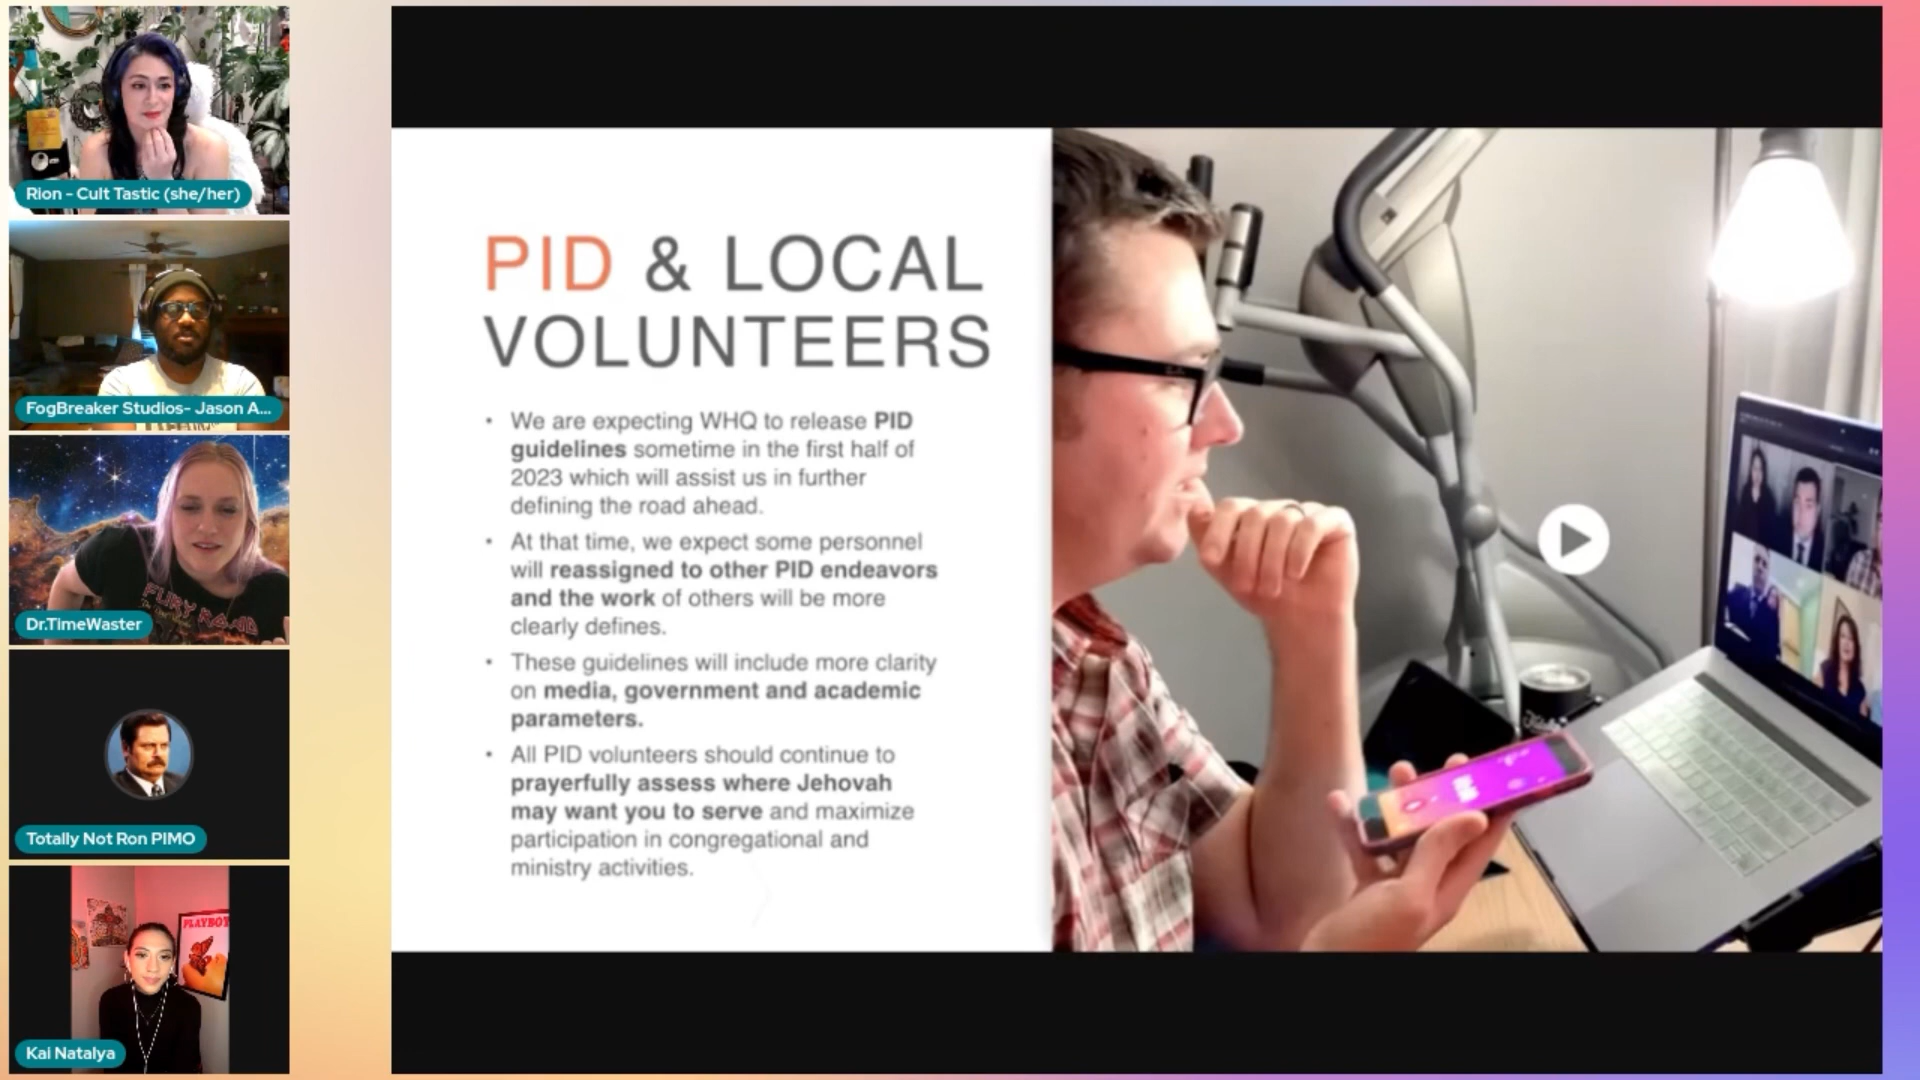 Rion - Cult Tastic (she/her)
FogBreaker Studios- Jason A...
FURY ROAD
Dr.TimeWaster
Totally Not Ron PIMO
PLAYBOY
Kai Natalya
PID & LOCAL
VOLUNTEERS
• We are expecting WHQ to release PID
guidelines sometime in the first half of
2023 which will assist us in further
defining the road ahead.
• At that time, we expect some personnel
will reassigned to other PID endeavors
and the work of others will be more
clearly defines.
• These guidelines will include more clarity
on media, government and academic
parameters.
• All PID volunteers should continue to
prayerfully assess where Jehovah
may want you to serve and maximize
participation in congregational and
ministry activities.